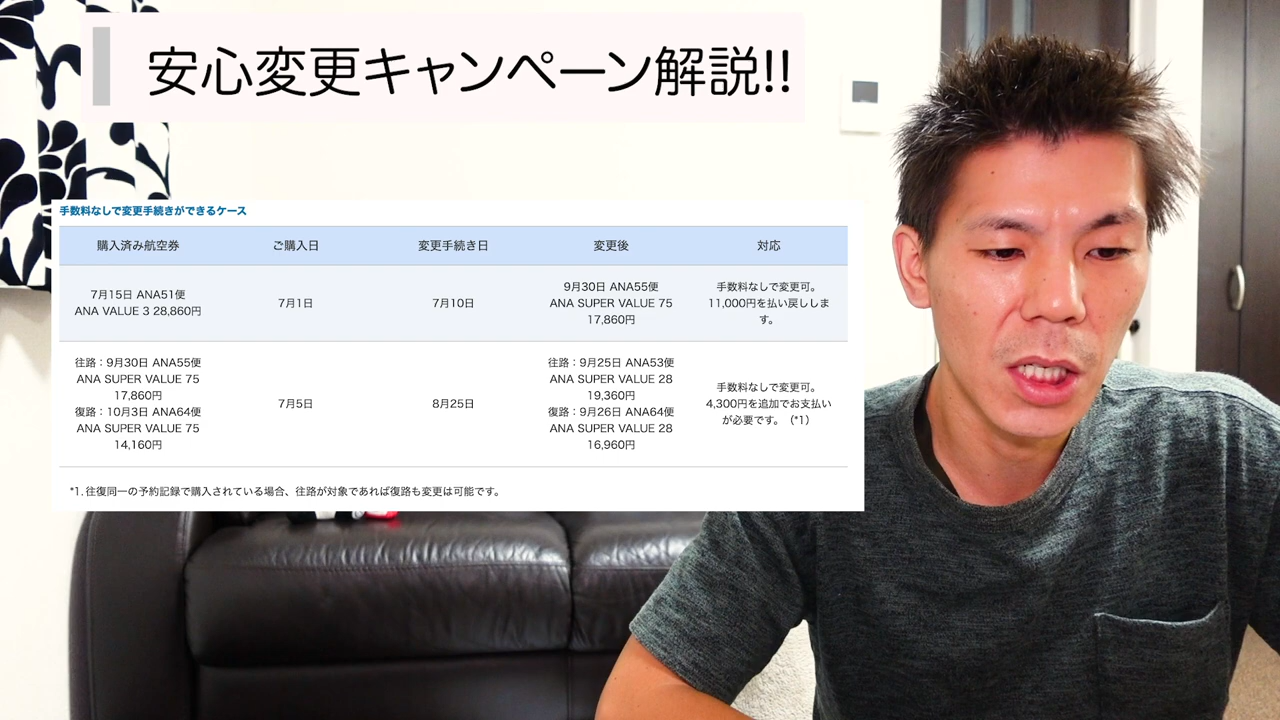 安心変更キャンペーン解説!!
手数料なしで変更手続きができるケース
購入済み航空券 ご購入日 変更手続き日 変更後 対応
7月15日 ANA51便
ANA VALUE 3 28,860円
7月1日
7月10日
9月30日 ANA55便
ANA SUPER VALUE 75
17,860円
手数料なしで変更可。
11,000円を払い戻ししま
す。
往路：9月30日 ANA55便
ANA SUPER VALUE 75
17,860円
復路：10月3日 ANA64便
ANA SUPER VALUE 75
14,160円
7月5日
8月25日
往路：9月25日 ANA53便
ANA SUPER VALUE 28
19,360円
復路：9月26日 ANA64便
ANA SUPER VALUE 28
16,960円
手数料なしで変更可。
4,300円を追加でお支払い
が必要です。（*1）
*1. 往復同一の予約記録で購入されている場合、往路が対象であれば復路も変更は可能です。